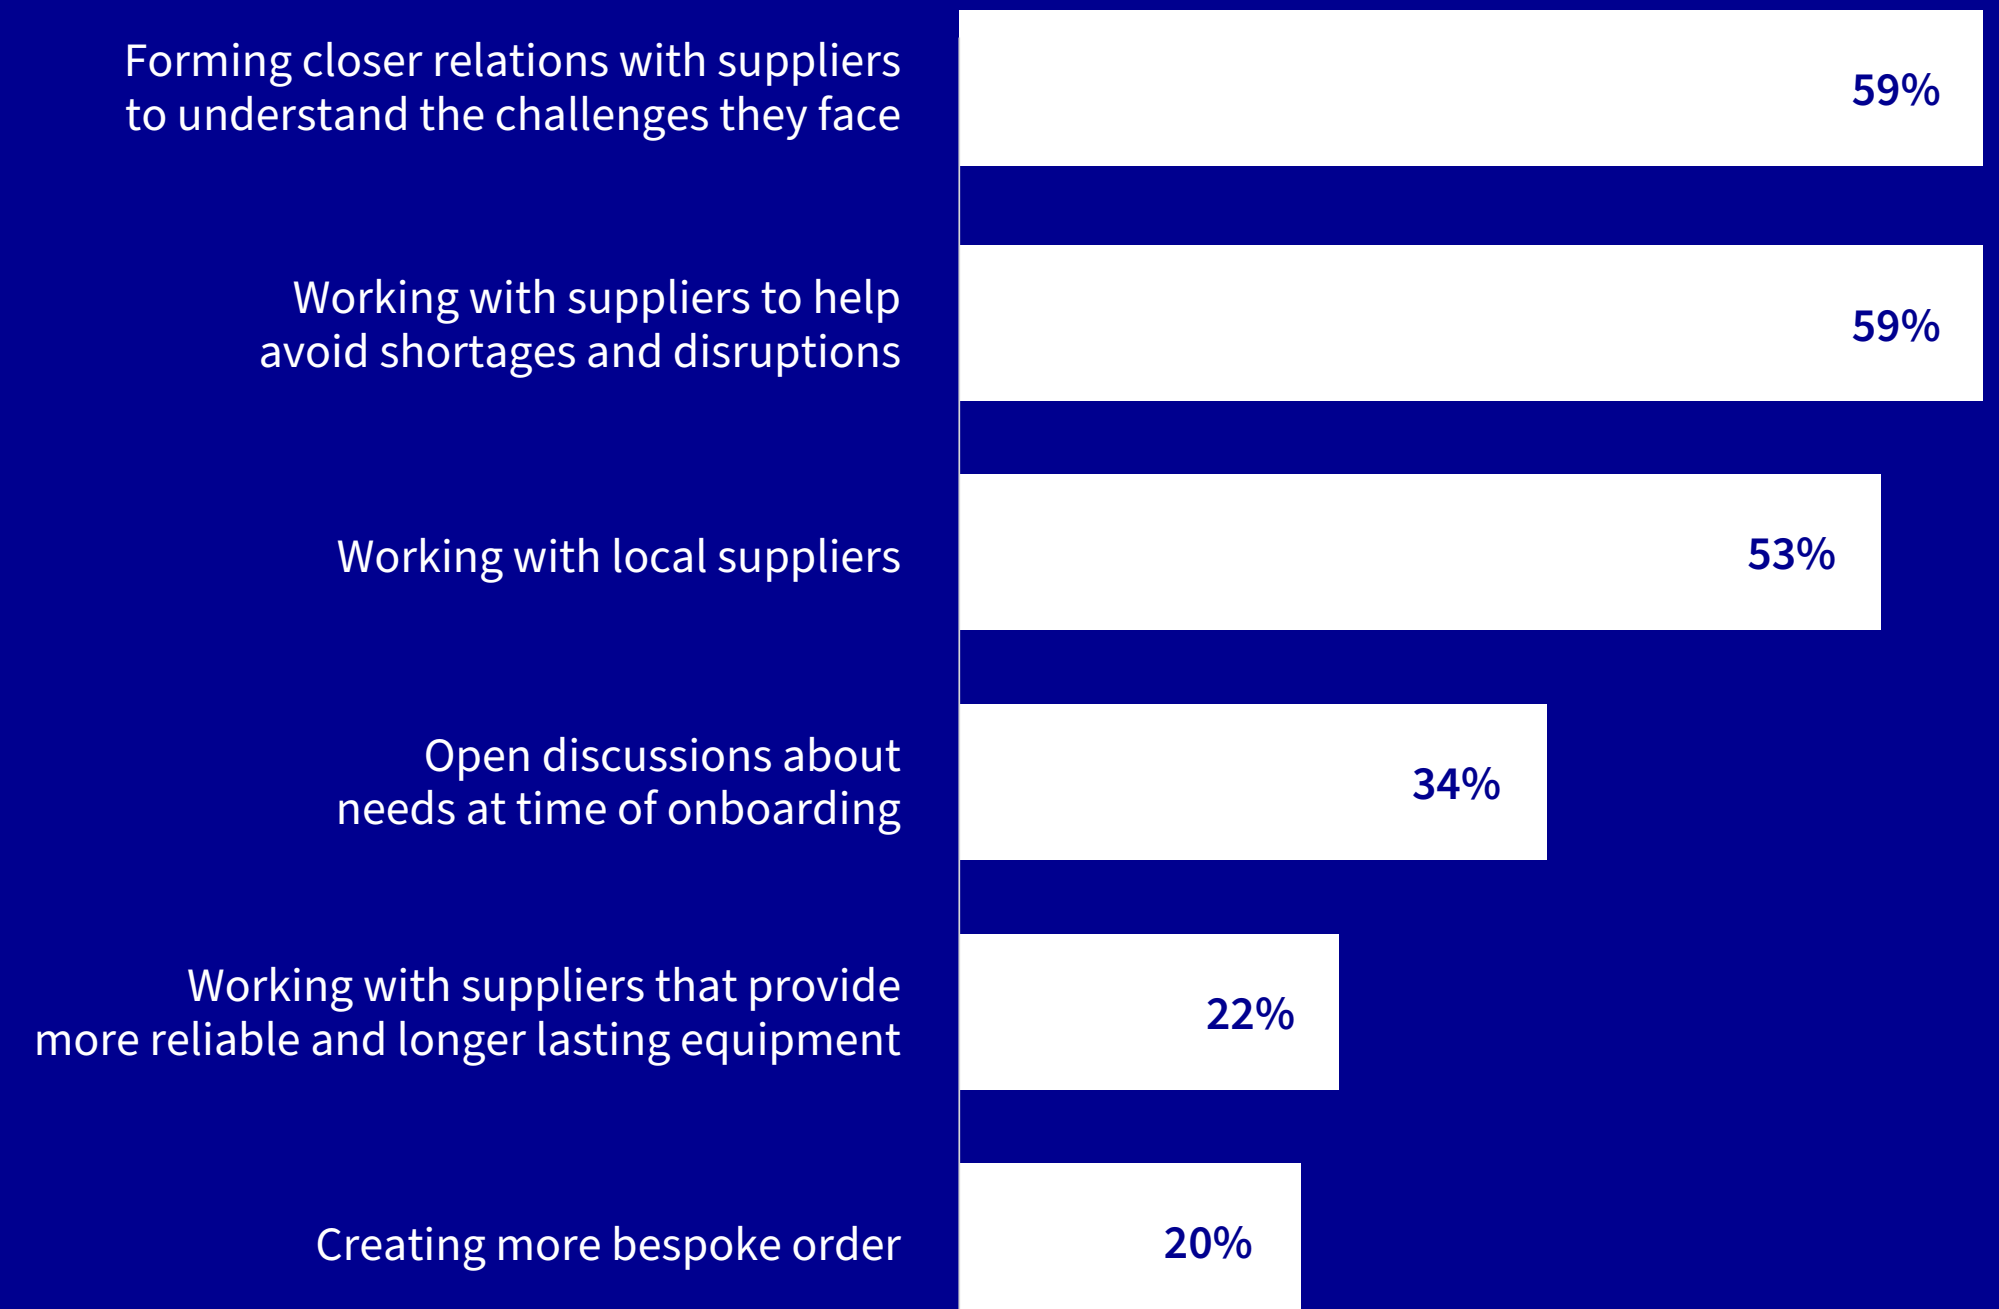 Forming closer relations with suppliers
to understand the challenges they face
59%
Working with suppliers to help
avoid shortages and disruptions
59%
Working with local suppliers
53%
Open discussions about
needs at time of onboarding
34%
Working with suppliers that provide
more reliable and longer lasting equipment
22%
Creating more bespoke order
20%